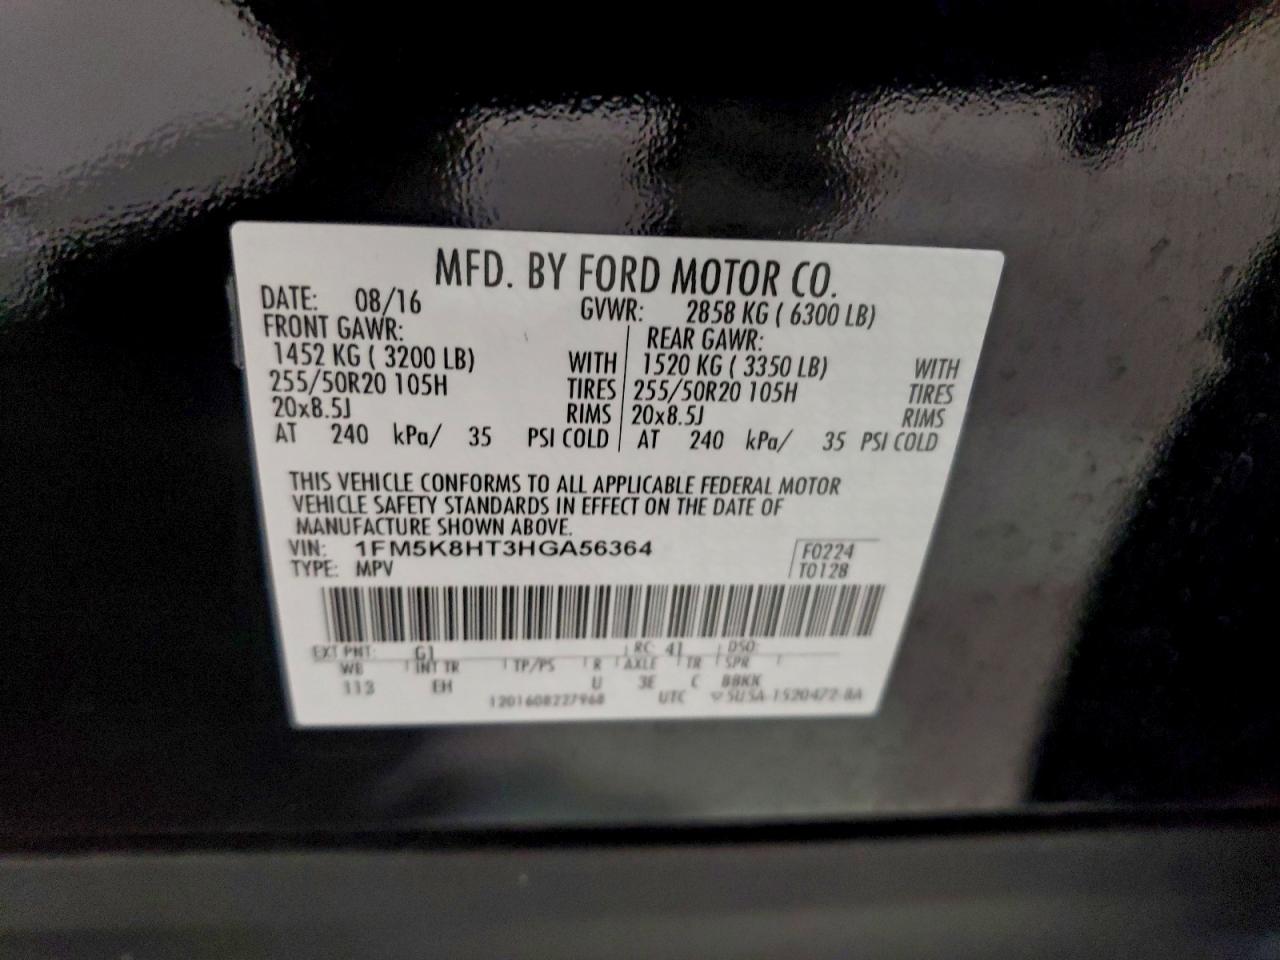 MFD. BY FORD MOTOR CO.
DATE: 08/16 GVWR: 2858 KG ( 6300 LB)
FRONT GAWR: REAR GAWR:
1452 KG ( 3200 LB) WITH 1520 KG ( 3350 LB) WITH
255/50R20 105H TIRES 255/50R20 105H TIRES
20x8.5J RIMS 20x8.5J RIMS
AT 240 kPa/ 35 PSI COLD AT 240 kPa/ 35 PSI COLD
THIS VEHICLE CONFORMS TO ALL APPLICABLE FEDERAL MOTOR
VEHICLE SAFETY STANDARDS IN EFFECT ON THE DATE OF
MANUFACTURE SHOWN ABOVE.
VIN: 1FM5K8HT3HGA56364 F0224
TYPE: MPV T0128
EXT PNT: G1 RC: 41 DSO:
WB INT TR TP/PS R AXLE TR SPR
113 EH U 3E C BBKK
1201608227968 UTC 5U5A-1520472-BA